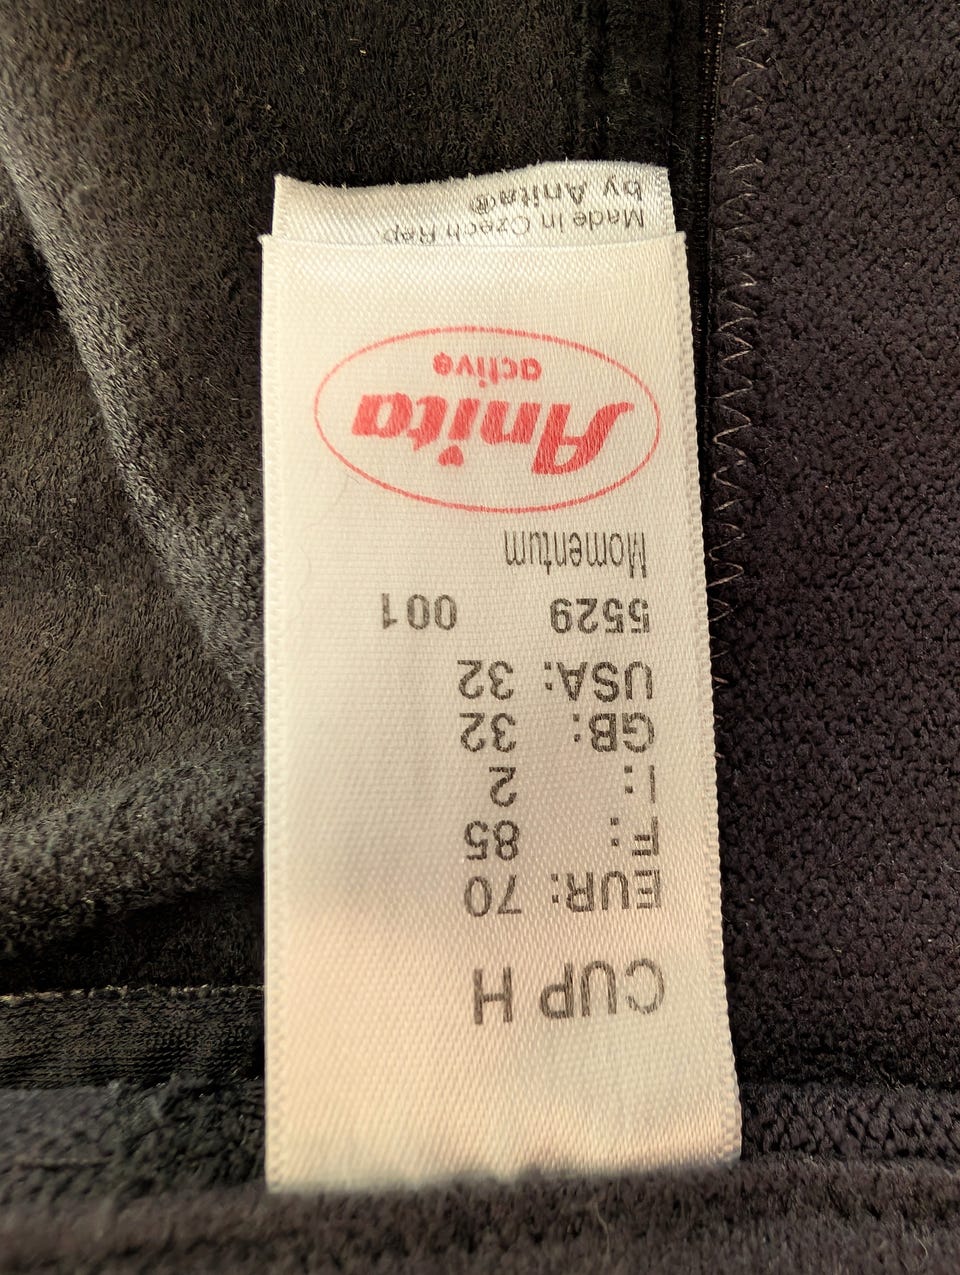 CUP H
EUR: 70
F: 85
I: 2
GB: 32
USA: 32
5529 001
Momentum
Anita
active
Made in Czech Rep
by Anita®